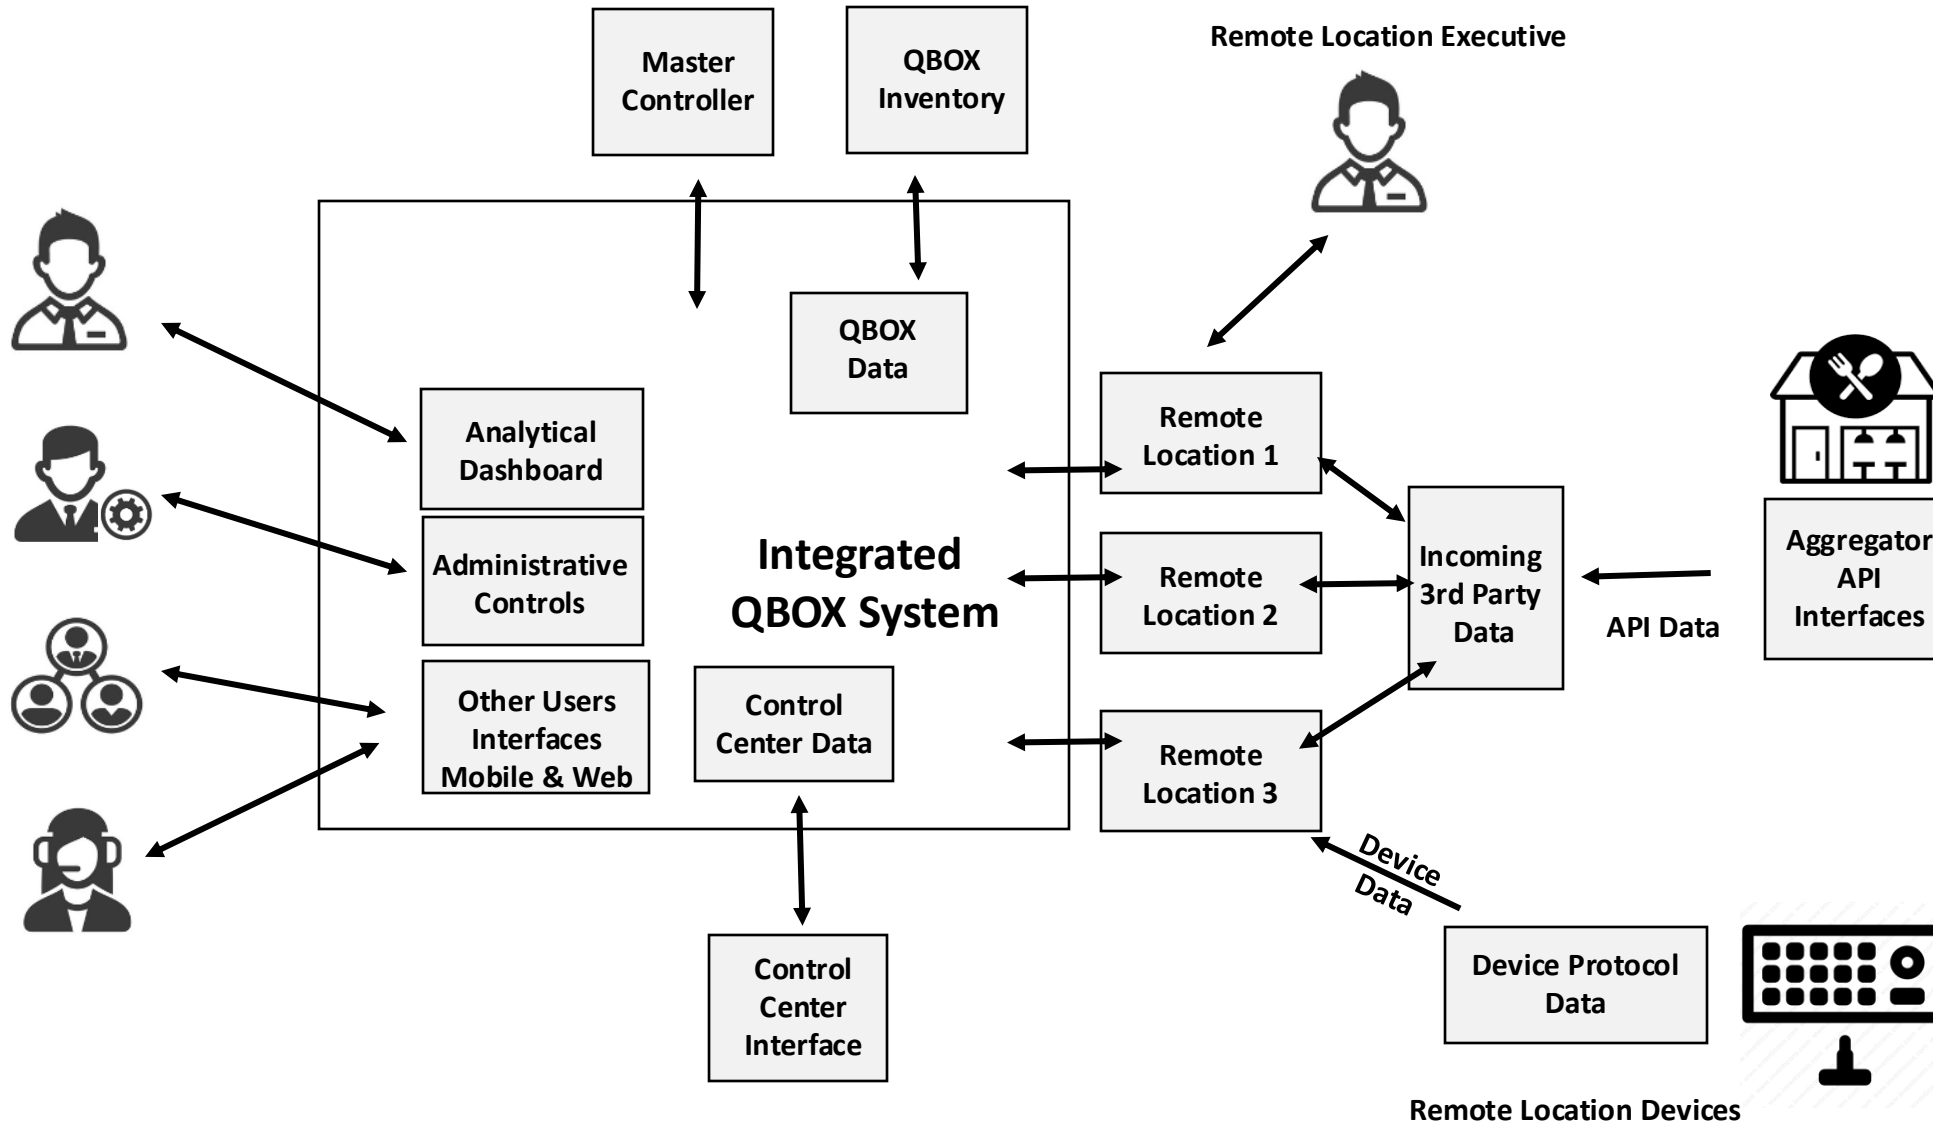 Master
Controller
QBOX
Inventory
Remote Location Executive
QBOX
Data
Analytical
Dashboard
Administrative
Controls
Other Users
Interfaces
Mobile & Web
Integrated
QBOX System
Control
Center Data
Control
Center
Interface
Remote
Location 1
Remote
Location 2
Remote
Location 3
Incoming
3rd Party
Data
API Data
Aggregator
API
Interfaces
Device
Data
Device Protocol
Data
Remote Location Devices